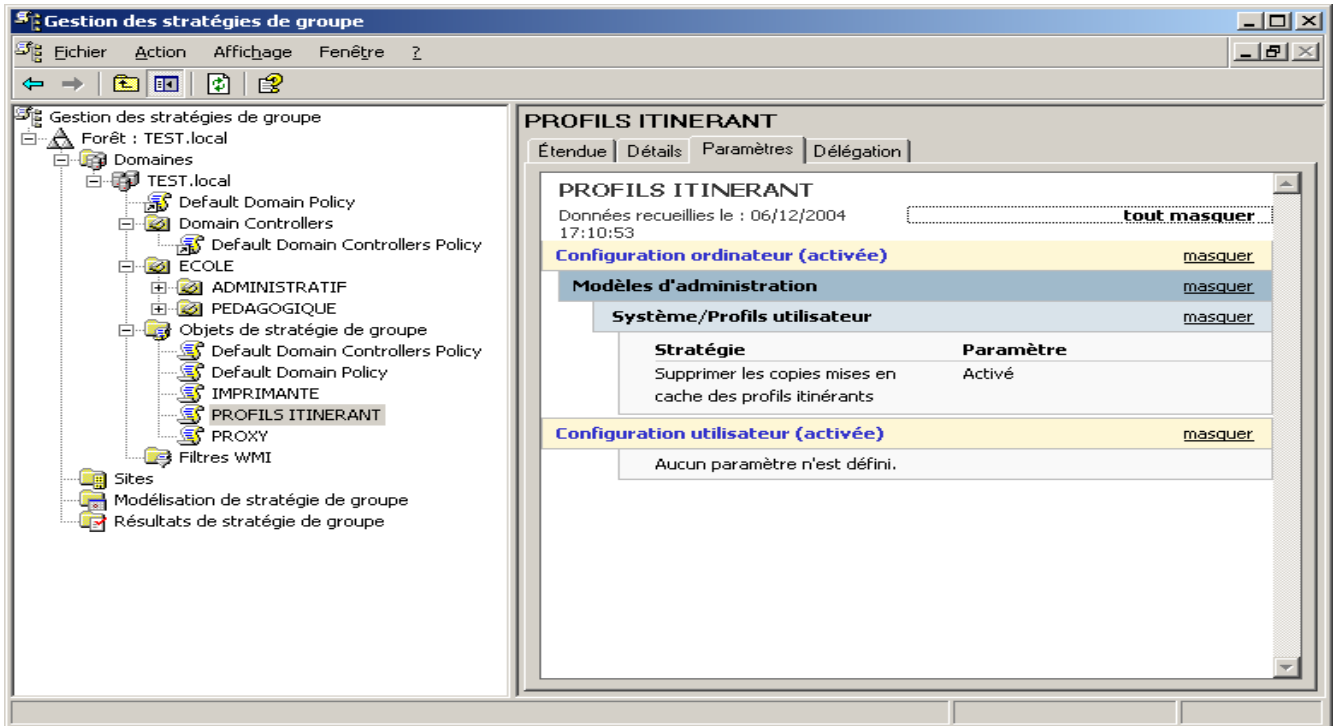 Gestion des stratégies de groupe
Fichier Action Affichage Fenêtre ?
Gestion des stratégies de groupe
Forêt : TEST.local
Domaines
TEST.local
Default Domain Policy
Domain Controllers
Default Domain Controllers Policy
ECOLE
ADMINISTRATIF
PEDAGOGIQUE
Objets de stratégie de groupe
Default Domain Controllers Policy
Default Domain Policy
IMPRIMANTE
PROFILS ITINERANT
PROXY
Filtres WMI
Sites
Modélisation de stratégie de groupe
Résultats de stratégie de groupe
PROFILS ITINERANT
Étendue Détails Paramètres Délégation
PROFILS ITINERANT
Données recueillies le : 06/12/2004 tout masquer
17:10:53
Configuration ordinateur (activée) masquer
Modèles d'administration masquer
Système/Profils utilisateur masquer
Stratégie Paramètre
Supprimer les copies mises en Activé
cache des profils itinérants
Configuration utilisateur (activée) masquer
Aucun paramètre n'est défini.